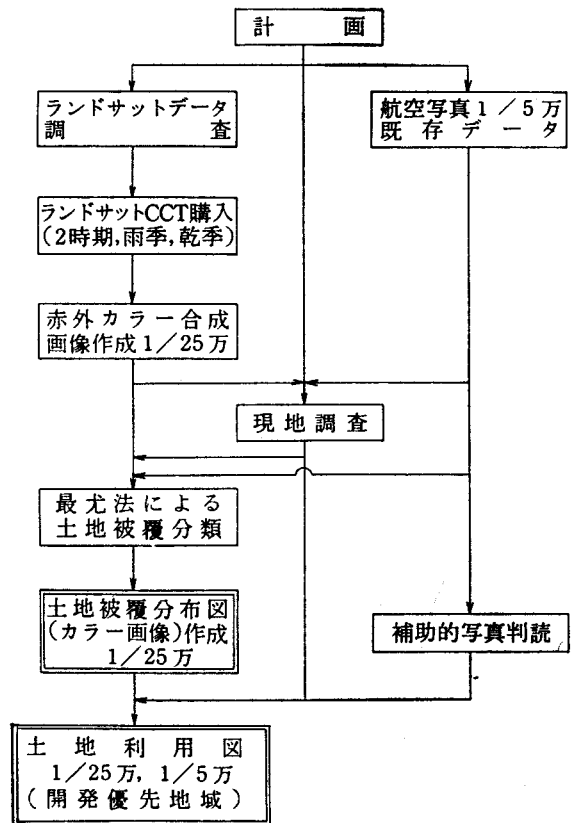 計画
ランドサットデータ
調査
航空写真1／5万
既存データ
ランドサットCCT購入
(2時期,雨季,乾季)
赤外カラー合成
画像作成1／25万
現地調査
最尤法による
土地被覆分類
土地被覆分布図
(カラー画像)作成
1／25万
補助的写真判読
土地利用図
1／25万, 1／5万
(開発優先地域)